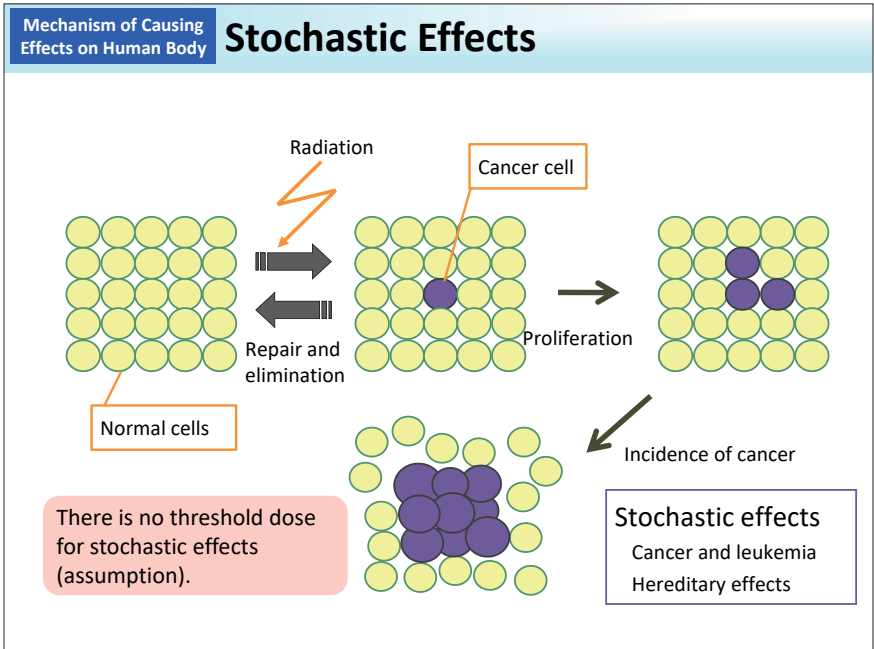 Mechanism of Causing
Effects on Human Body
Stochastic Effects
Radiation
Cancer cell
Repair and
elimination
Proliferation
Normal cells
Incidence of cancer
There is no threshold dose
for stochastic effects
(assumption).
Stochastic effects
Cancer and leukemia
Hereditary effects